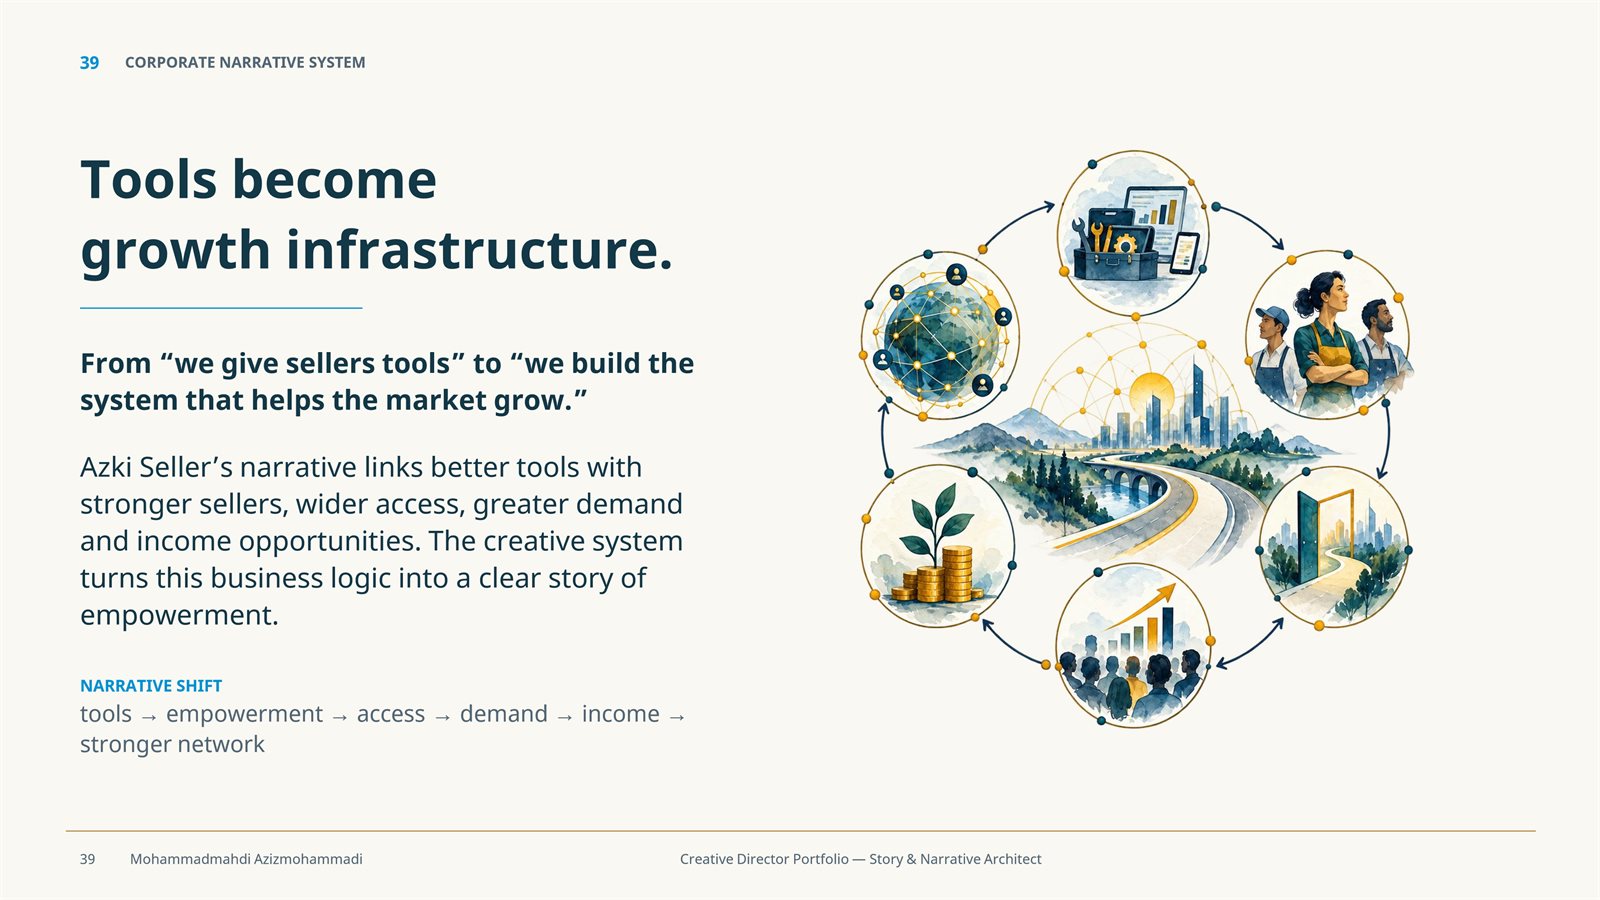 39 CORPORATE NARRATIVE SYSTEM
Tools become
growth infrastructure.
From “we give sellers tools” to “we build the
system that helps the market grow.”
Azki Seller’s narrative links better tools with
stronger sellers, wider access, greater demand
and income opportunities. The creative system
turns this business logic into a clear story of
empowerment.
NARRATIVE SHIFT
tools → empowerment → access → demand → income →
stronger network
39 Mohammadmahdi Azizmohammadi Creative Director Portfolio — Story & Narrative Architect